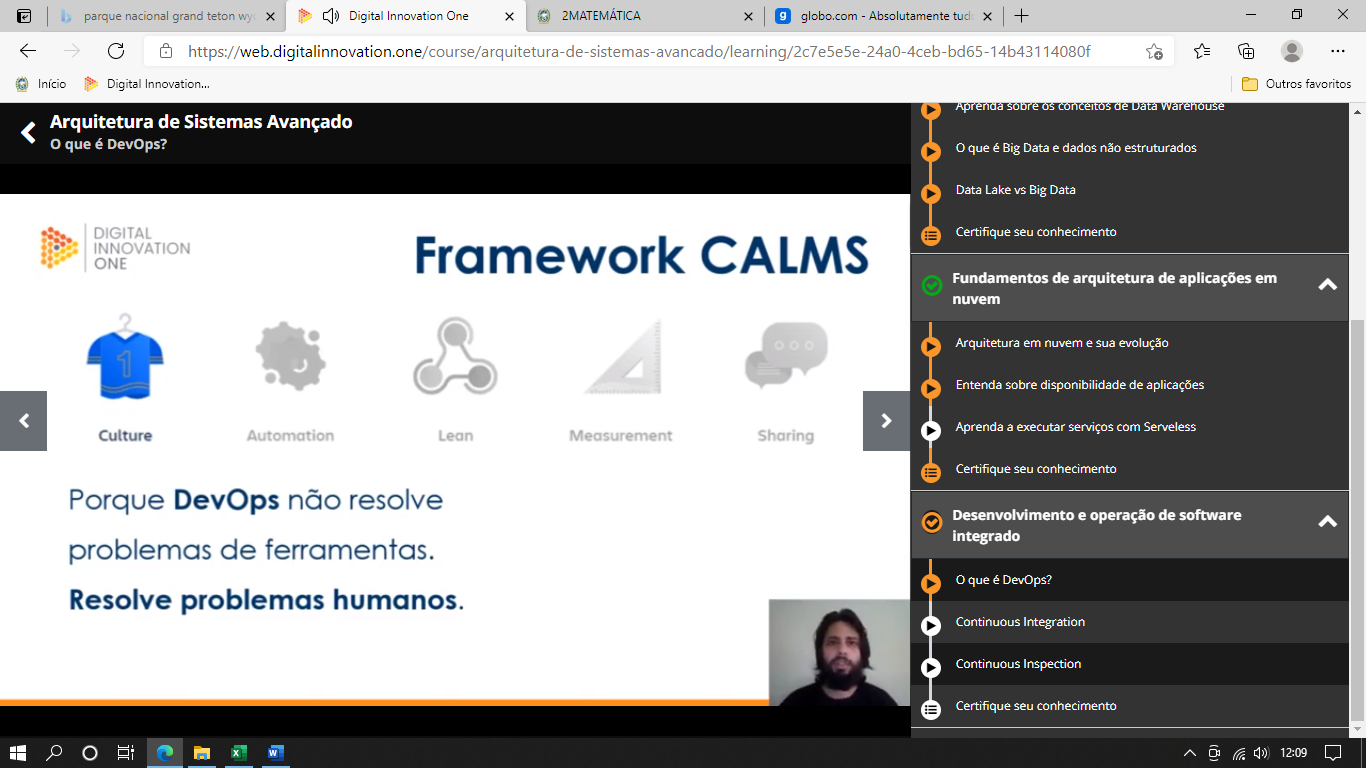 parque nacional grand teton wyo
Digital Innovation One
2MATEMÁTICA
globo.com - Absolutamente tudo
https://web.digitalinnovation.one/course/arquitetura-de-sistemas-avancado/learning/2c7e5e5e-24a0-4ceb-bd65-14b43114080f
Início
Digital Innovation...
Outros favoritos
Arquitetura de Sistemas Avançado
O que é DevOps?
DIGITAL
INNOVATION
ONE
Framework CALMS
1
Culture
Automation
Lean
Measurement
Sharing
Porque DevOps não resolve
problemas de ferramentas.
Resolve problemas humanos.
Aprenda sobre os conceitos de Data Warehouse
O que é Big Data e dados não estruturados
Data Lake vs Big Data
Certifique seu conhecimento
Fundamentos de arquitetura de aplicações em
nuvem
Arquitetura em nuvem e sua evolução
Entenda sobre disponibilidade de aplicações
Aprenda a executar serviços com Serveless
Certifique seu conhecimento
Desenvolvimento e operação de software
integrado
O que é DevOps?
Continuous Integration
Continuous Inspection
Certifique seu conhecimento
12:09